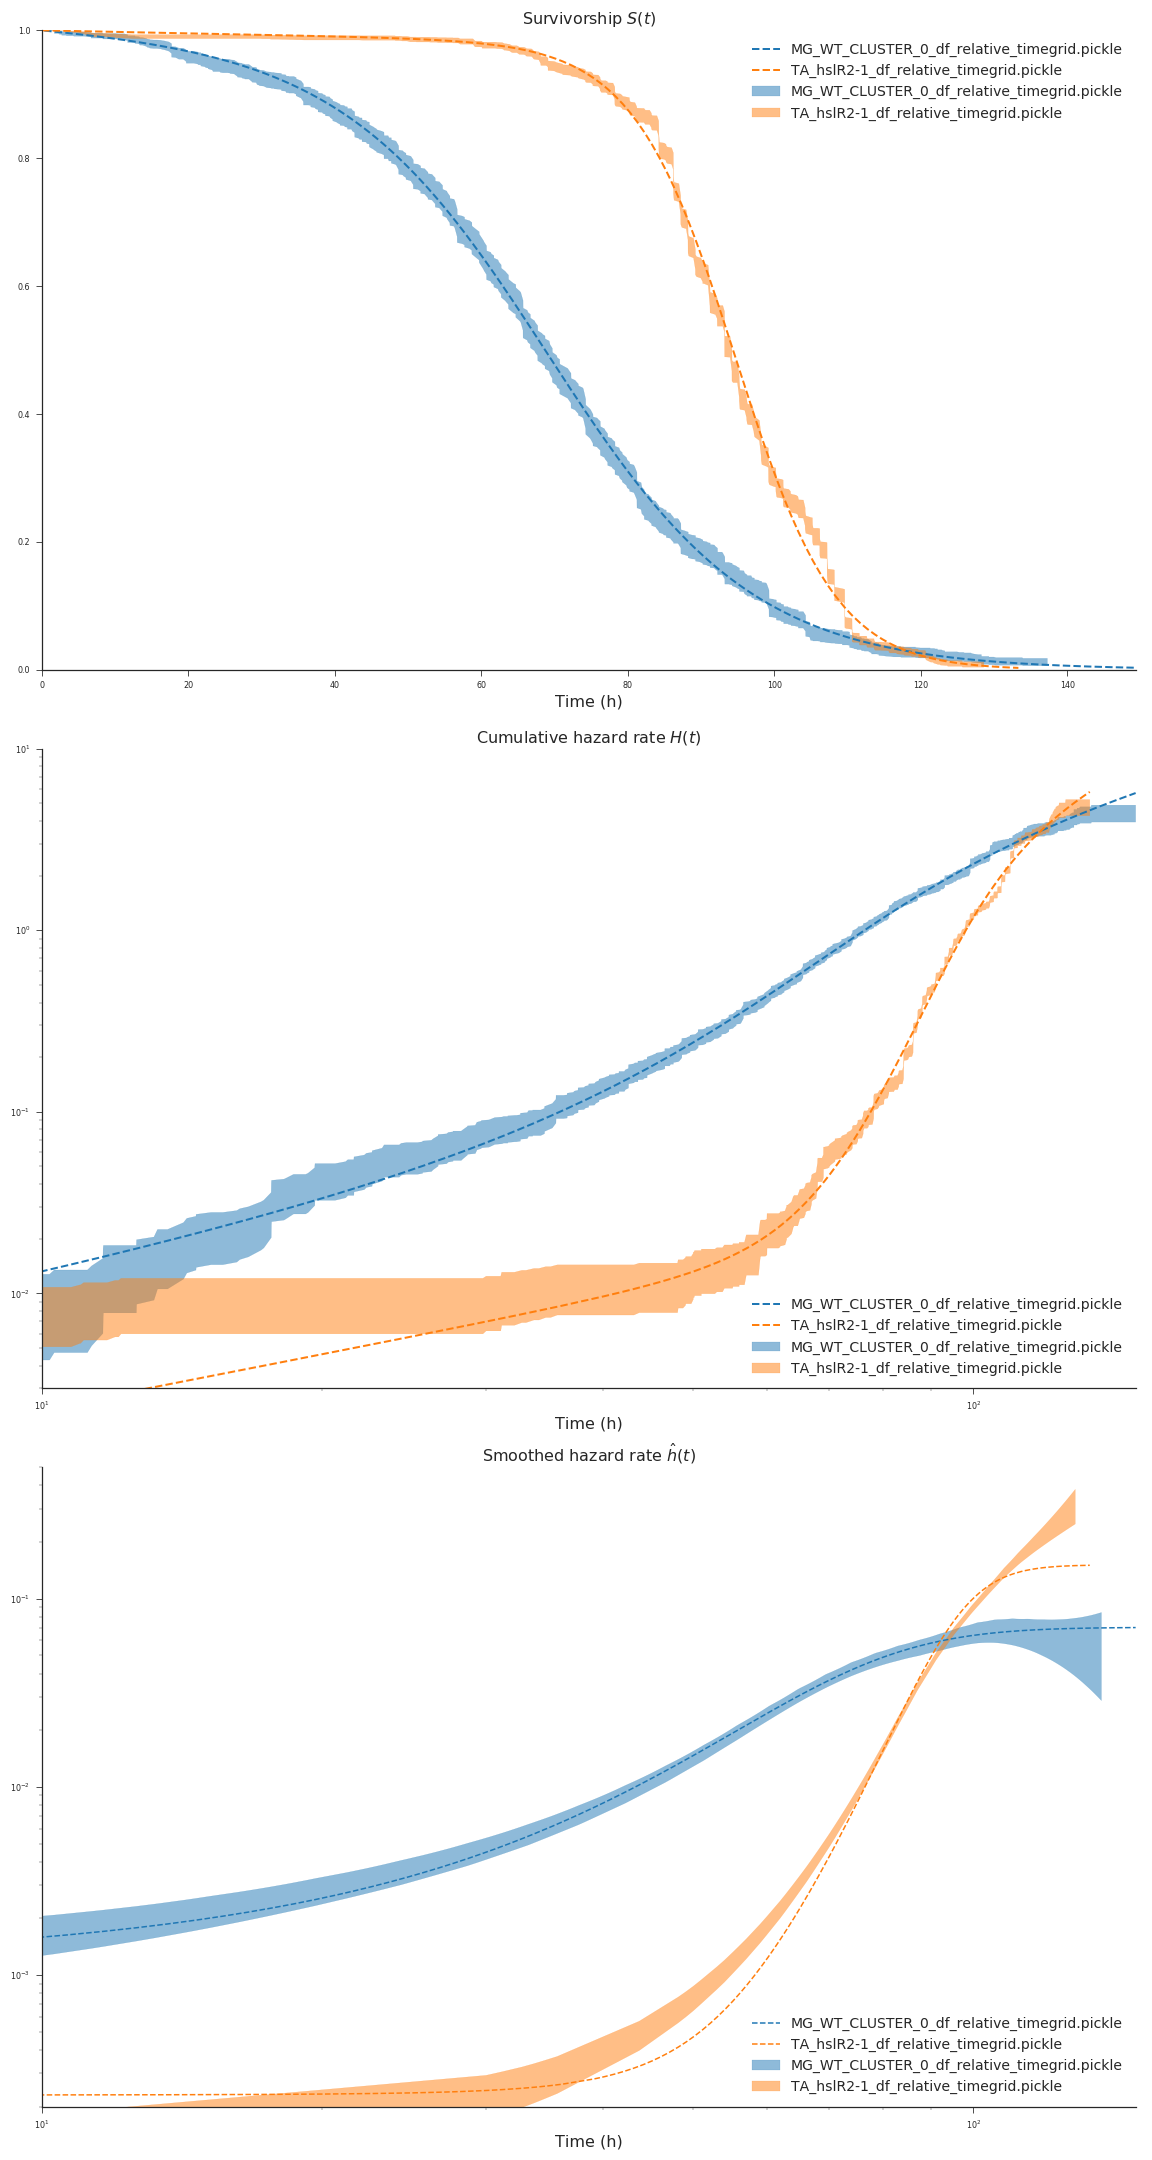 Survivorship S(t)
1.0
0.8
0.6
0.4
0.2
0.0
MG_WT_CLUSTER_0_df_relative_timegrid.pickle
TA_hslR2-1_df_relative_timegrid.pickle
MG_WT_CLUSTER_0_df_relative_timegrid.pickle
TA_hslR2-1_df_relative_timegrid.pickle
0 20 40 60 80 100 120 140
Time (h)
Cumulative hazard rate H(t)
10¹
10⁰
10⁻¹
10⁻²
MG_WT_CLUSTER_0_df_relative_timegrid.pickle
TA_hslR2-1_df_relative_timegrid.pickle
MG_WT_CLUSTER_0_df_relative_timegrid.pickle
TA_hslR2-1_df_relative_timegrid.pickle
10¹ 10²
Time (h)
Smoothed hazard rate ĥ(t)
10⁻¹
10⁻²
10⁻³
MG_WT_CLUSTER_0_df_relative_timegrid.pickle
TA_hslR2-1_df_relative_timegrid.pickle
MG_WT_CLUSTER_0_df_relative_timegrid.pickle
TA_hslR2-1_df_relative_timegrid.pickle
10¹ 10²
Time (h)